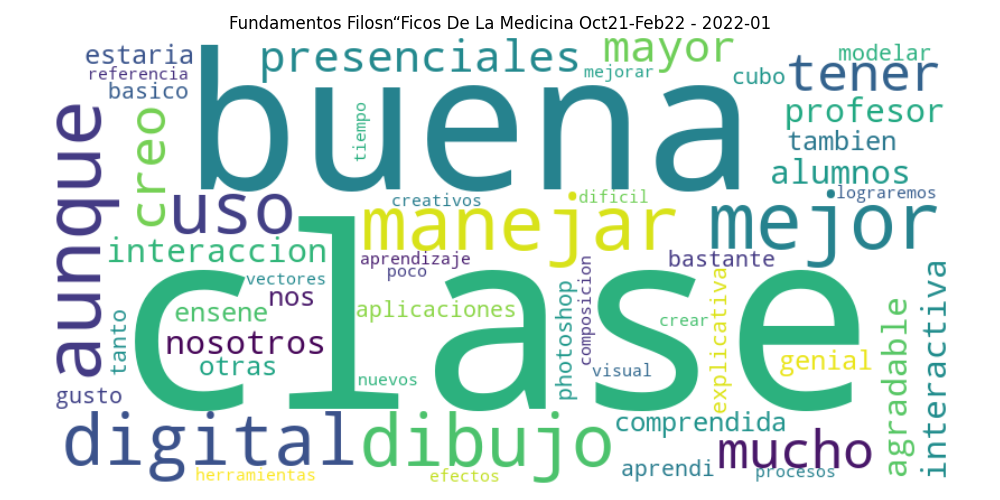 Fundamentos Filosn“Ficos De La Medicina Oct21-Feb22 - 2022-01
estaria
referencia
basico
presenciales
mayor
mejorar
cubo
modelar
tener
profesor
tambien
alumnos
lograremos
buena
tiempo
aunque
creo
uso
creativos
dificil
manejar
mejor
interaccion
aprendizaje
poco
bastante
vectores
nos
ensene
aplicaciones
nosotros
otras
tanto
gusto
clase
nuevos
photoshop
composicion
crear
visual
explicativa
genial
agradable
interactiva
digital
dibujo
comprendida
mucho
aprendi
procesos
herramientas
efectos